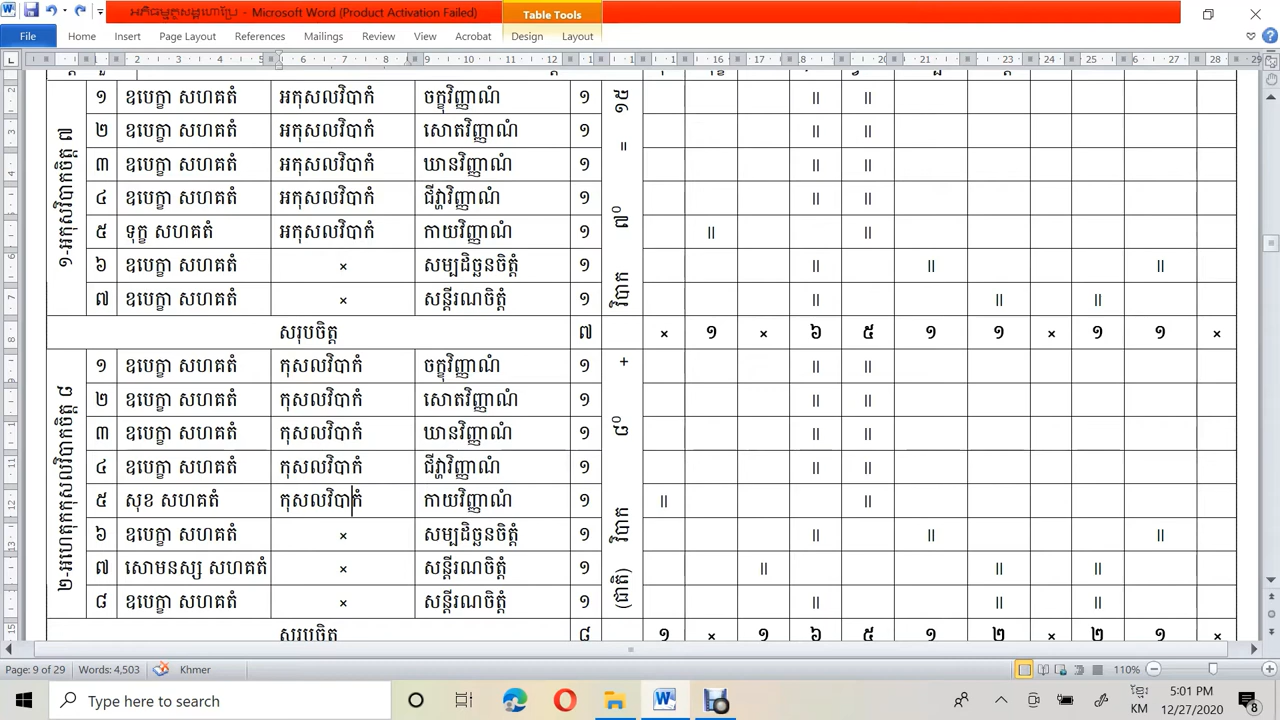 អភិធម្មត្ថសង្គហោប្រែ - Microsoft Word (Product Activation Failed)
Table Tools
File Home Insert Page Layout References Mailings Review View Acrobat Design Layout
១-អកុសលវិបាកចិត្ត ៧
១ ឧបេក្ខា សហគតំ អកុសលវិបាកំ ចក្ខុវិញ្ញាណំ ១ || ||
២ ឧបេក្ខា សហគតំ អកុសលវិបាកំ សោតវិញ្ញាណំ ១ || ||
៣ ឧបេក្ខា សហគតំ អកុសលវិបាកំ ឃានវិញ្ញាណំ ១ || ||
៤ ឧបេក្ខា សហគតំ អកុសលវិបាកំ ជីវ្ហាវិញ្ញាណំ ១ || ||
៥ ទុក្ខ សហគតំ អកុសលវិបាកំ កាយវិញ្ញាណំ ១ || ||
៦ ឧបេក្ខា សហគតំ × សម្បដិច្ឆនចិត្តំ ១ || || ||
៧ ឧបេក្ខា សហគតំ × សន្តីរណចិត្តំ ១ || || ||
វិបាក ៧០ = ១៥
សរុបចិត្ត ៧ × ១ × ៦ ៥ ១ ១ × ១ ១ ×
២-អហេតុកកុសលវិបាកចិត្ត ៨
១ ឧបេក្ខា សហគតំ កុសលវិបាកំ ចក្ខុវិញ្ញាណំ ១ || ||
២ ឧបេក្ខា សហគតំ កុសលវិបាកំ សោតវិញ្ញាណំ ១ || ||
៣ ឧបេក្ខា សហគតំ កុសលវិបាកំ ឃានវិញ្ញាណំ ១ || ||
៤ ឧបេក្ខា សហគតំ កុសលវិបាកំ ជីវ្ហាវិញ្ញាណំ ១ || ||
៥ សុខ សហគតំ កុសលវិបាកំ កាយវិញ្ញាណំ ១ || ||
៦ ឧបេក្ខា សហគតំ × សម្បដិច្ឆនចិត្តំ ១ || || ||
៧ សោមនស្ស សហគតំ × សន្តីរណចិត្តំ ១ || || ||
៨ ឧបេក្ខា សហគតំ × សន្តីរណចិត្តំ ១ || || ||
(ជាតិ) វិបាក ៨០ +
សរុបចិត្ត ៨ ១ × ១ ៦ ៥ ១ ២ × ២ ១ ×
Page: 9 of 29 Words: 4,503 Khmer 110%
Type here to search
KM 5:01 PM
12/27/2020 8